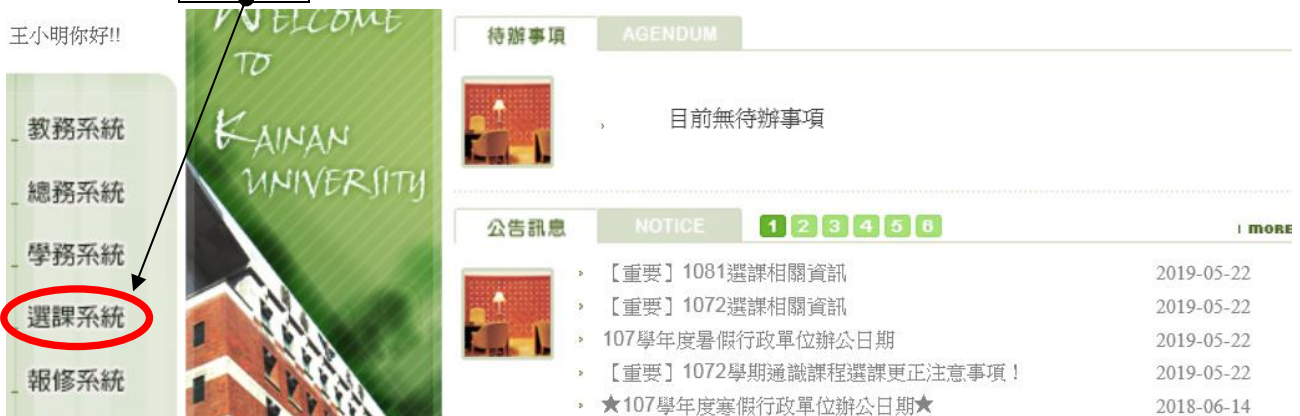 王小明你好!!
教務系統
總務系統
學務系統
選課系統
報修系統
WELCOME
TO
KAINAN
UNIVERSITY
待辦事項 AGENDUM
目前無待辦事項
公告訊息 NOTICE 1 2 3 4 5 6 MORE
【重要】1081選課相關資訊 2019-05-22
【重要】1072選課相關資訊 2019-05-22
107學年度暑假行政單位辦公日期 2019-05-22
【重要】1072學期通識課程選課更正注意事項！ 2019-05-22
★107學年度寒假行政單位辦公日期★ 2018-06-14